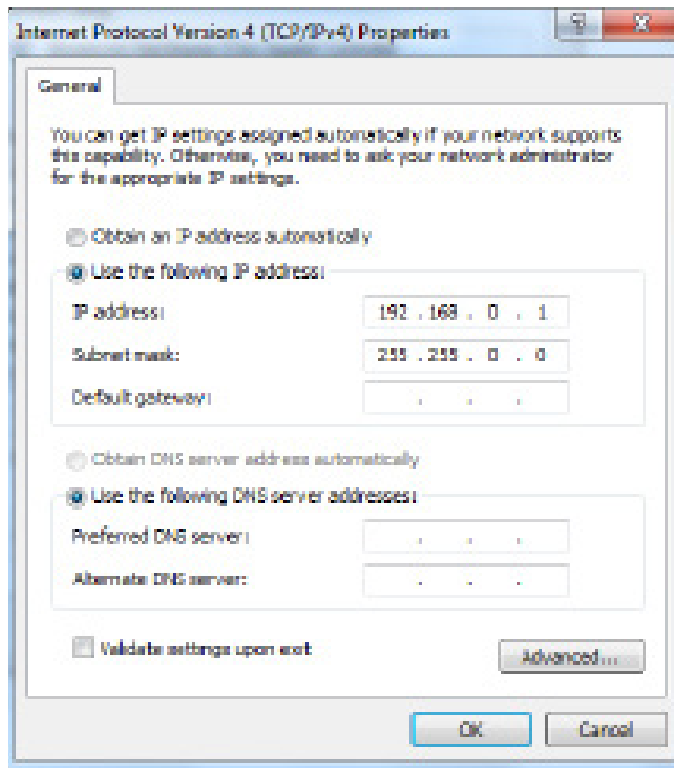 Internet Protocol Version 4 (TCP/IPv4) Properties
General
You can get IP settings assigned automatically if your network supports
this capability. Otherwise, you need to ask your network administrator
for the appropriate IP settings.
Obtain an IP address automatically
Use the following IP address:
IP address: 192 . 168 . 0 . 1
Subnet mask: 255 . 255 . 0 . 0
Default gateway: . . .
Obtain DNS server address automatically
Use the following DNS server addresses:
Preferred DNS server: . . .
Alternate DNS server: . . .
Validate settings upon exit
Advanced...
OK Cancel